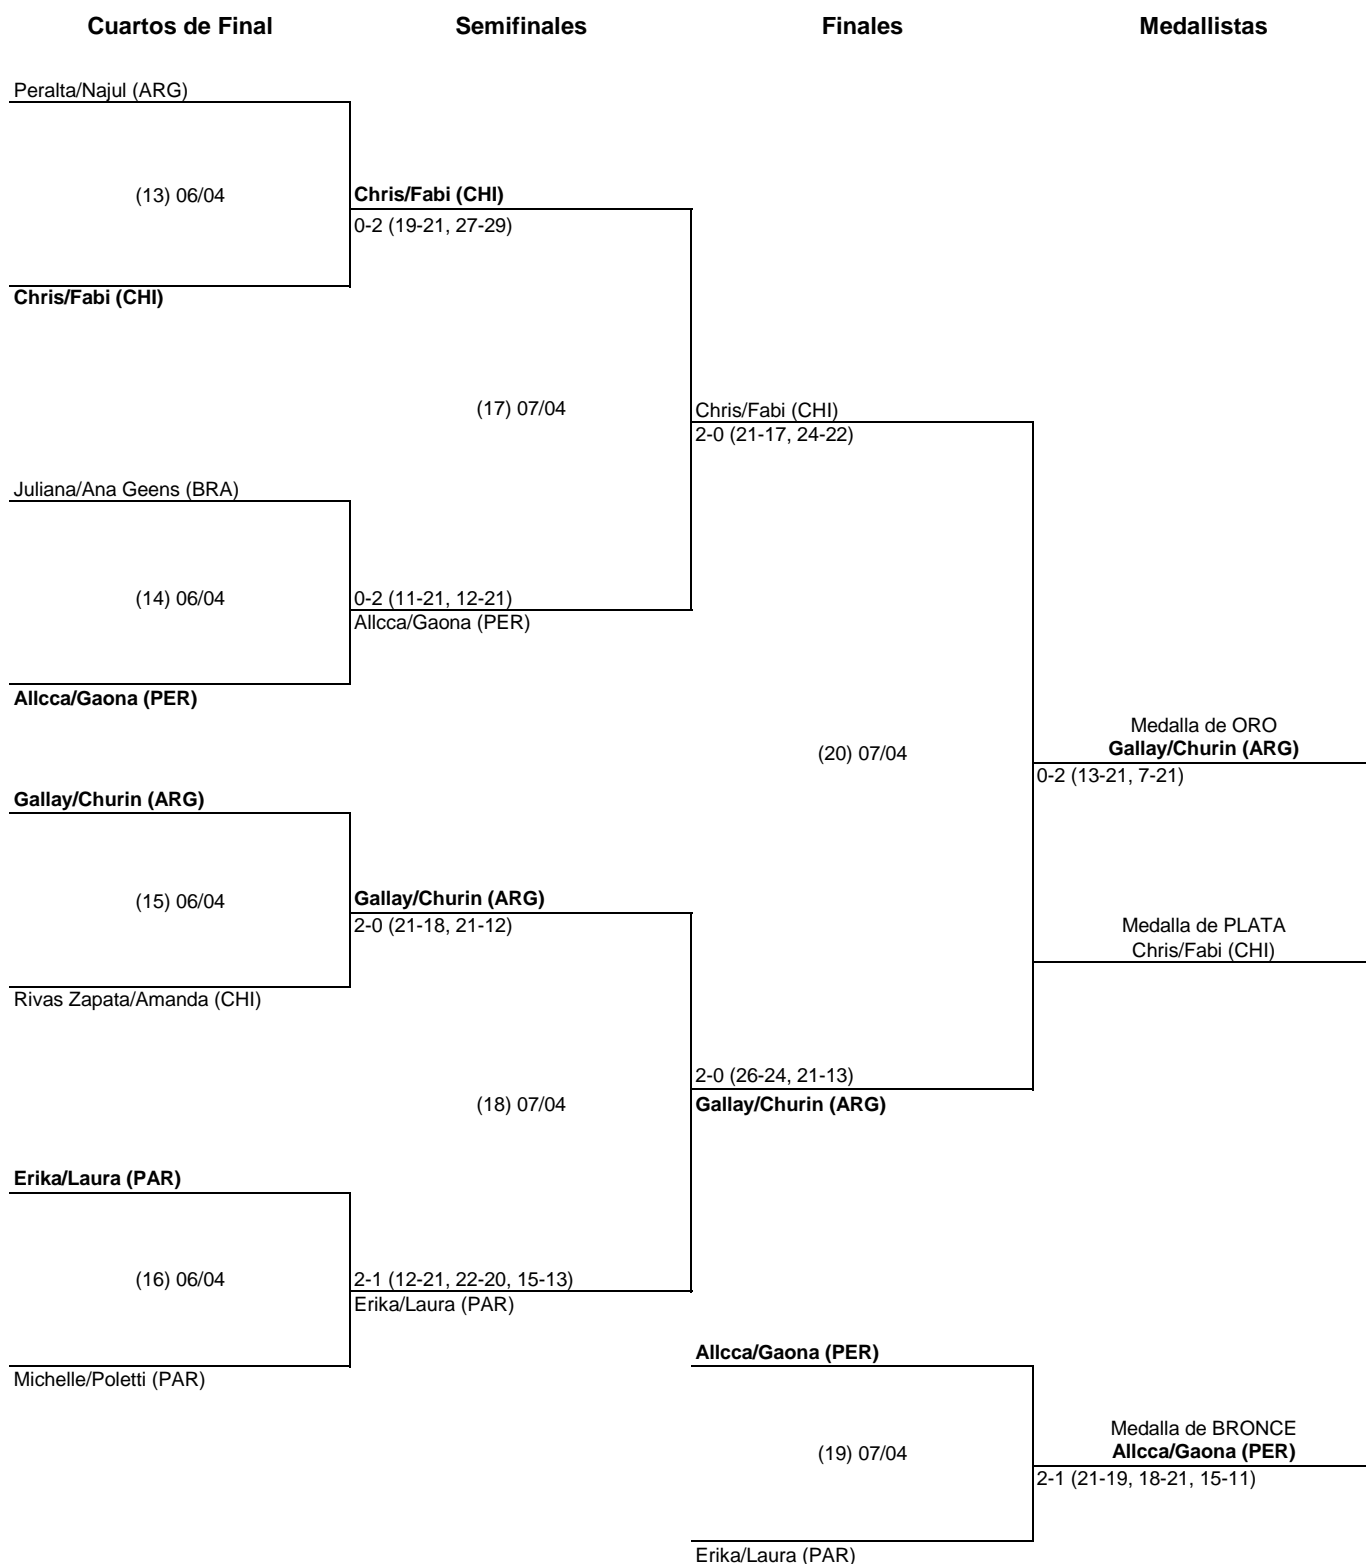 Cuartos de Final
Semifinales
Finales
Medallistas
Peralta/Najul (ARG)
(13) 06/04
Chris/Fabi (CHI)
0-2 (19-21, 27-29)
Chris/Fabi (CHI)
(17) 07/04
Chris/Fabi (CHI)
2-0 (21-17, 24-22)
Juliana/Ana Geens (BRA)
(14) 06/04
0-2 (11-21, 12-21)
Allcca/Gaona (PER)
Allcca/Gaona (PER)
Medalla de ORO
(20) 07/04
Gallay/Churin (ARG)
0-2 (13-21, 7-21)
Gallay/Churin (ARG)
(15) 06/04
Gallay/Churin (ARG)
2-0 (21-18, 21-12)
Medalla de PLATA
Chris/Fabi (CHI)
Rivas Zapata/Amanda (CHI)
2-0 (26-24, 21-13)
(18) 07/04
Gallay/Churin (ARG)
Erika/Laura (PAR)
(16) 06/04
2-1 (12-21, 22-20, 15-13)
Erika/Laura (PAR)
Allcca/Gaona (PER)
Michelle/Poletti (PAR)
Medalla de BRONCE
(19) 07/04
Allcca/Gaona (PER)
2-1 (21-19, 18-21, 15-11)
Erika/Laura (PAR)